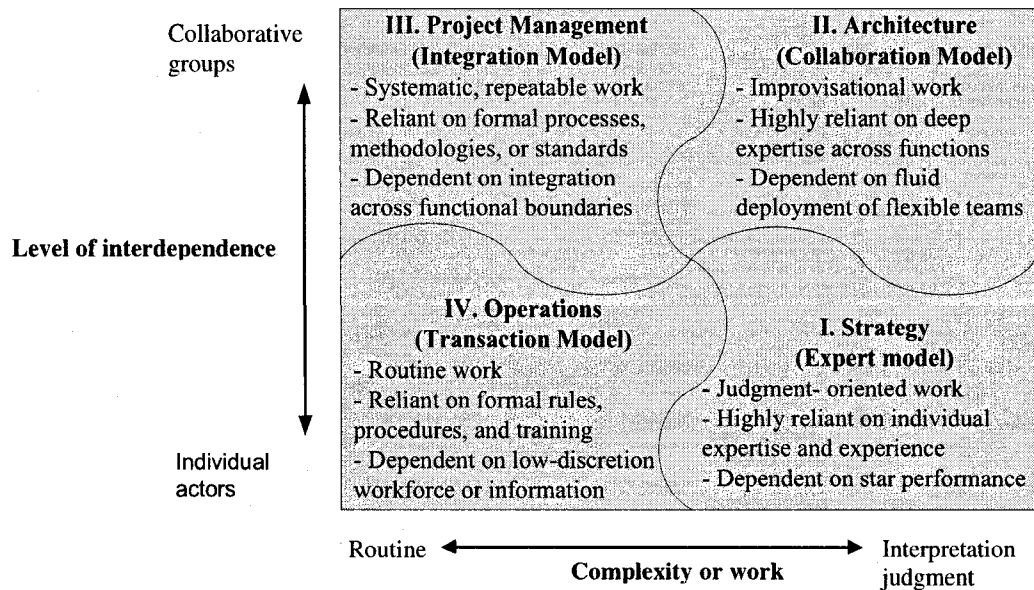 Collaborative
groups
III. Project Management
(Integration Model)
- Systematic, repeatable work
- Reliant on formal processes,
methodologies, or standards
- Dependent on integration
across functional boundaries
II. Architecture
(Collaboration Model)
- Improvisational work
- Highly reliant on deep
expertise across functions
- Dependent on fluid
deployment of flexible teams
Level of interdependence
IV. Operations
(Transaction Model)
- Routine work
- Reliant on formal rules,
procedures, and training
- Dependent on low-discretion
workforce or information
I. Strategy
(Expert model)
- Judgment- oriented work
- Highly reliant on individual
expertise and experience
- Dependent on star performance
Individual
actors
Routine
Complexity or work
Interpretation
judgment